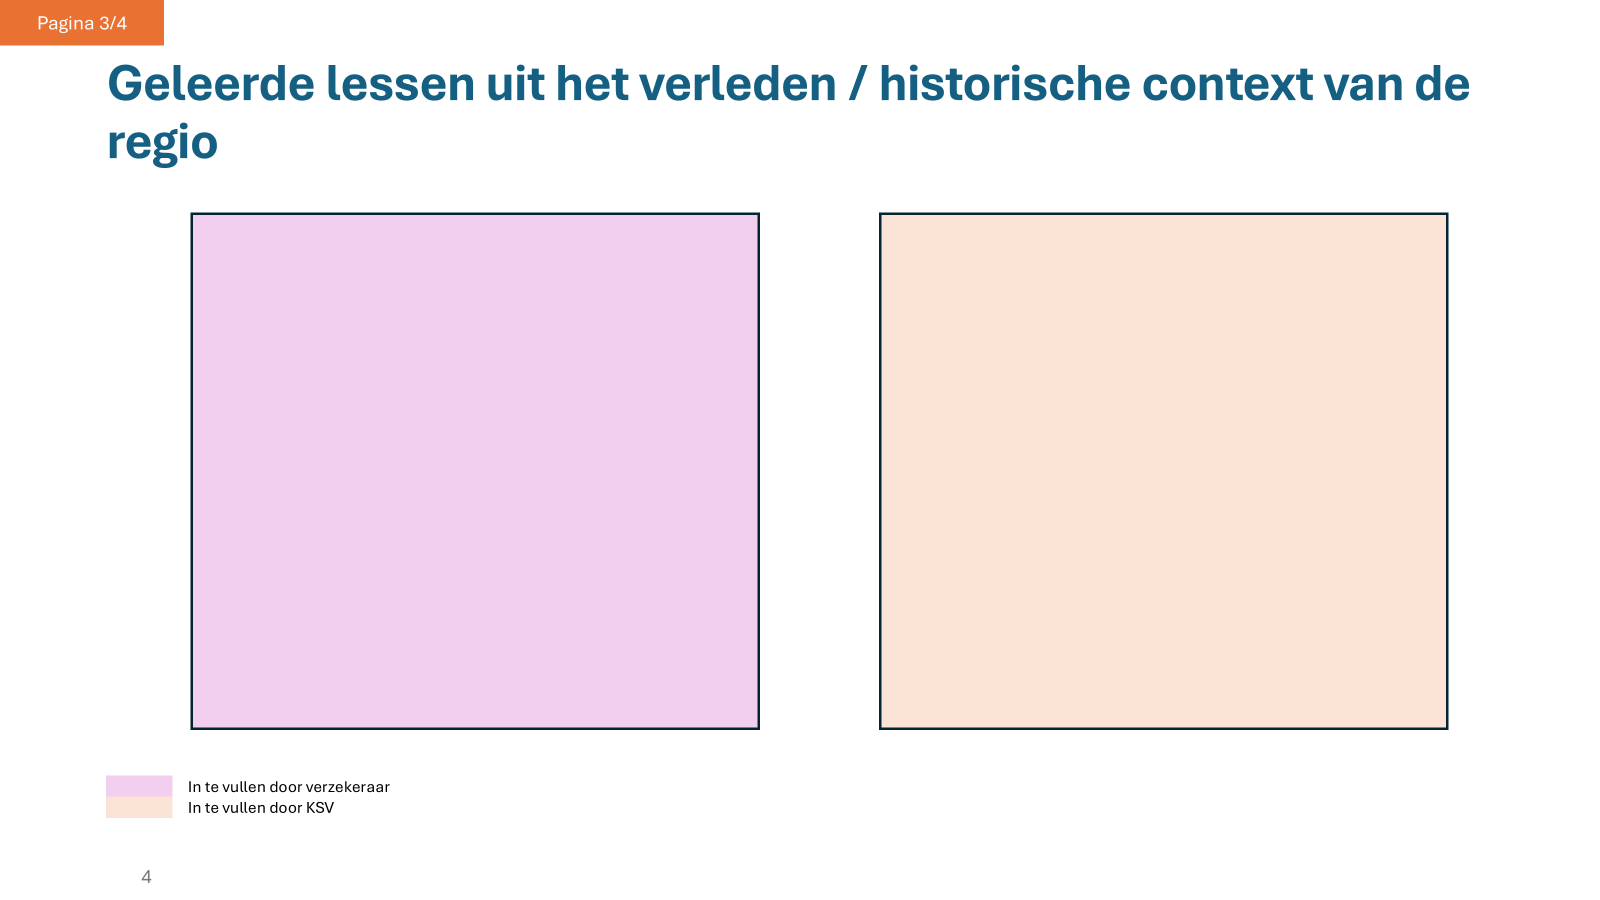 Pagina 3/4
Geleerde lessen uit het verleden / historische context van de
regio
In te vullen door verzekeraar
In te vullen door KSV
4